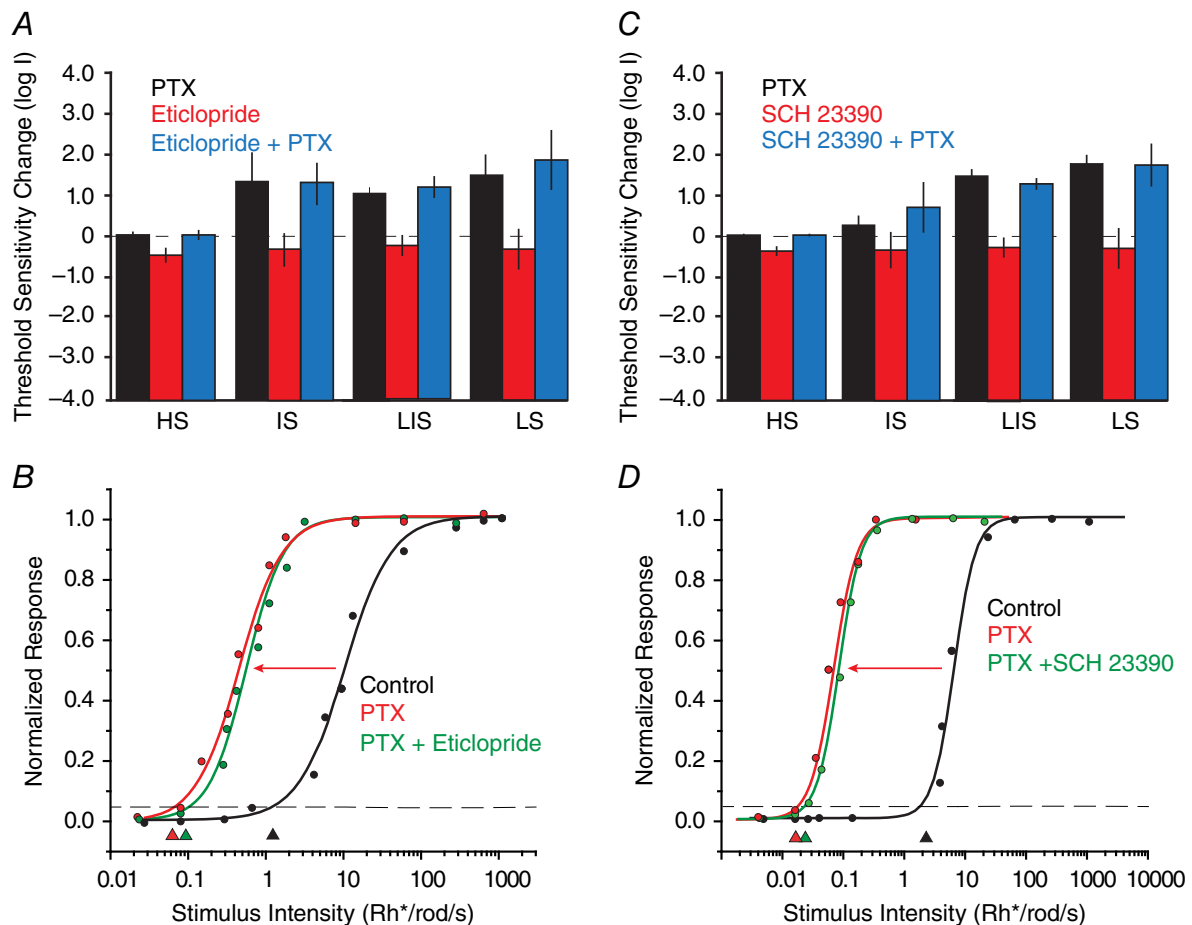 A
Threshold Sensitivity Change (log I)
4.0
3.0
2.0
1.0
0
−1.0
−2.0
−3.0
−4.0
PTX
Eticlopride
Eticlopride + PTX
HS IS LIS LS
C
Threshold Sensitivity Change (log I)
4.0
3.0
2.0
1.0
0
−1.0
−2.0
−3.0
−4.0
PTX
SCH 23390
SCH 23390 + PTX
HS IS LIS LS
B
Normalized Response
1.0
0.8
0.6
0.4
0.2
0.0
Control
PTX
PTX + Eticlopride
0.01 0.1 1 10 100 1000
Stimulus Intensity (Rh*/rod/s)
D
Normalized Response
1.0
0.8
0.6
0.4
0.2
0.0
Control
PTX
PTX +SCH 23390
0.01 0.1 1 10 100 1000 10000
Stimulus Intensity (Rh*/rod/s)